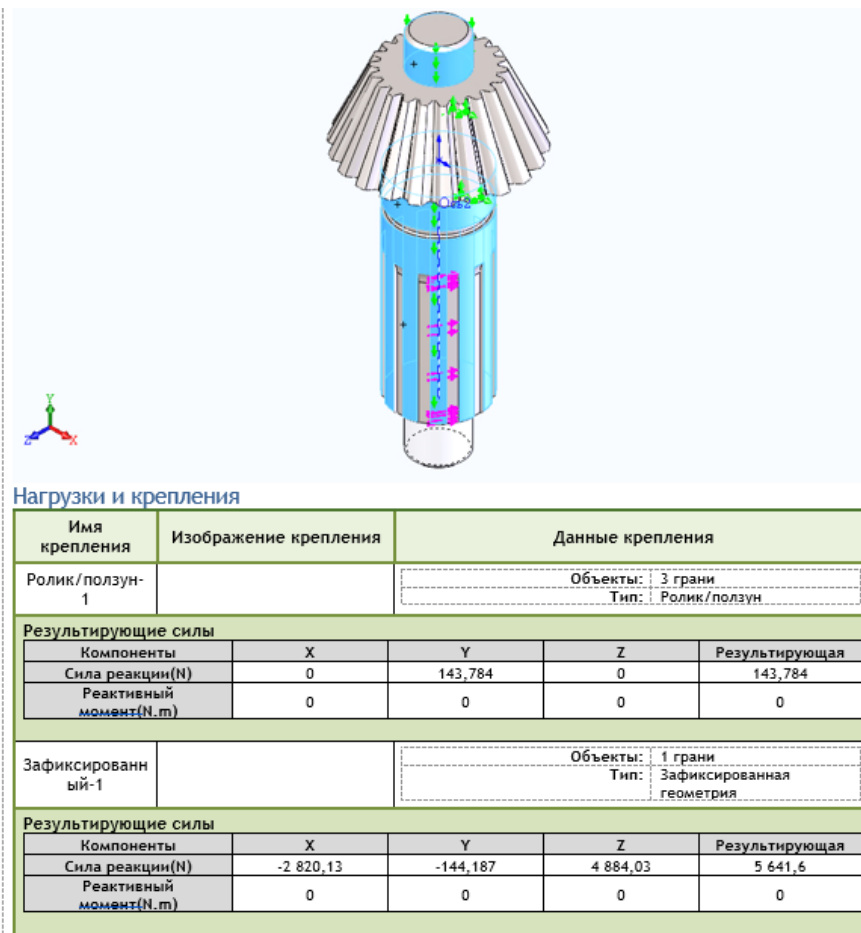 Ось2
Y
Z
X
Нагрузки и крепления
Имя крепления Изображение крепления Данные крепления
Ролик/ползун-1
Объекты: 3 грани
Тип: Ролик/ползун
Результирующие силы
Компоненты X Y Z Результирующая
Сила реакции(N) 0 143,784 0 143,784
Реактивный момент(N.m) 0 0 0 0
Зафиксированный-1
Объекты: 1 грани
Тип: Зафиксированная геометрия
Результирующие силы
Компоненты X Y Z Результирующая
Сила реакции(N) -2 820,13 -144,187 4 884,03 5 641,6
Реактивный момент(N.m) 0 0 0 0